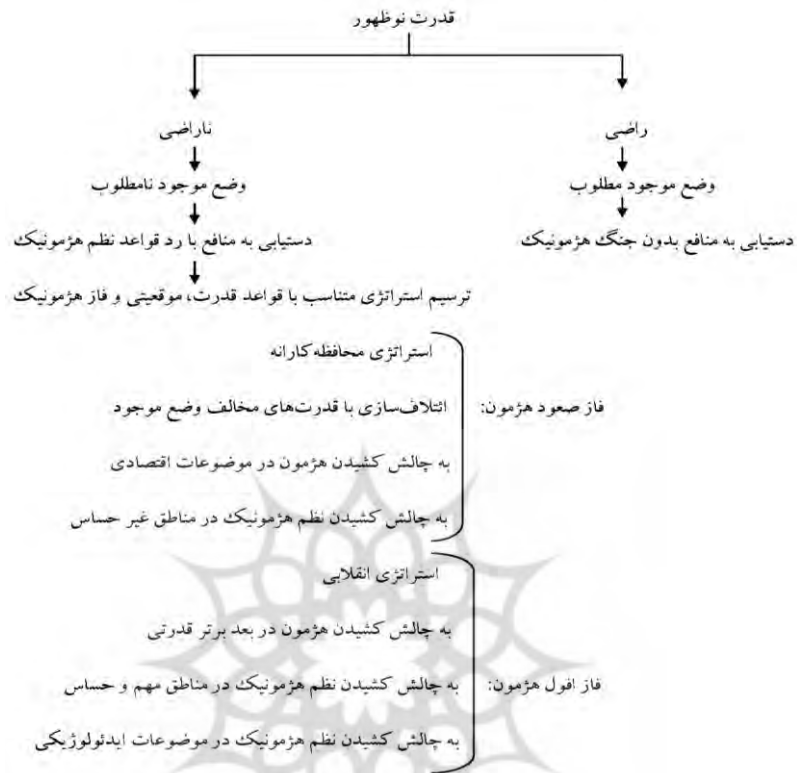 قدرت نوظهور
راضی
ناراضی
وضع موجود مطلوب
وضع موجود نامطلوب
دستیابی به منافع بدون جنگ هژمونیک
دستیابی به منافع با رد قواعد نظم هژمونیک
ترسیم استراتژی متناسب با قواعد قدرت، موقعیتی و فاز هژمونیک
فاز صعود هژمون:
استراتژی محافظه‌کارانه
ائتلاف‌سازی با قدرت‌های مخالف وضع موجود
به چالش کشیدن هژمون در موضوعات اقتصادی
به چالش کشیدن نظم هژمونیک در مناطق غیر حساس
فاز افول هژمون:
استراتژی انقلابی
به چالش کشیدن هژمون در بعد برتر قدرتی
به چالش کشیدن نظم هژمونیک در مناطق مهم و حساس
به چالش کشیدن نظم هژمونیک در موضوعات ایدئولوژیکی